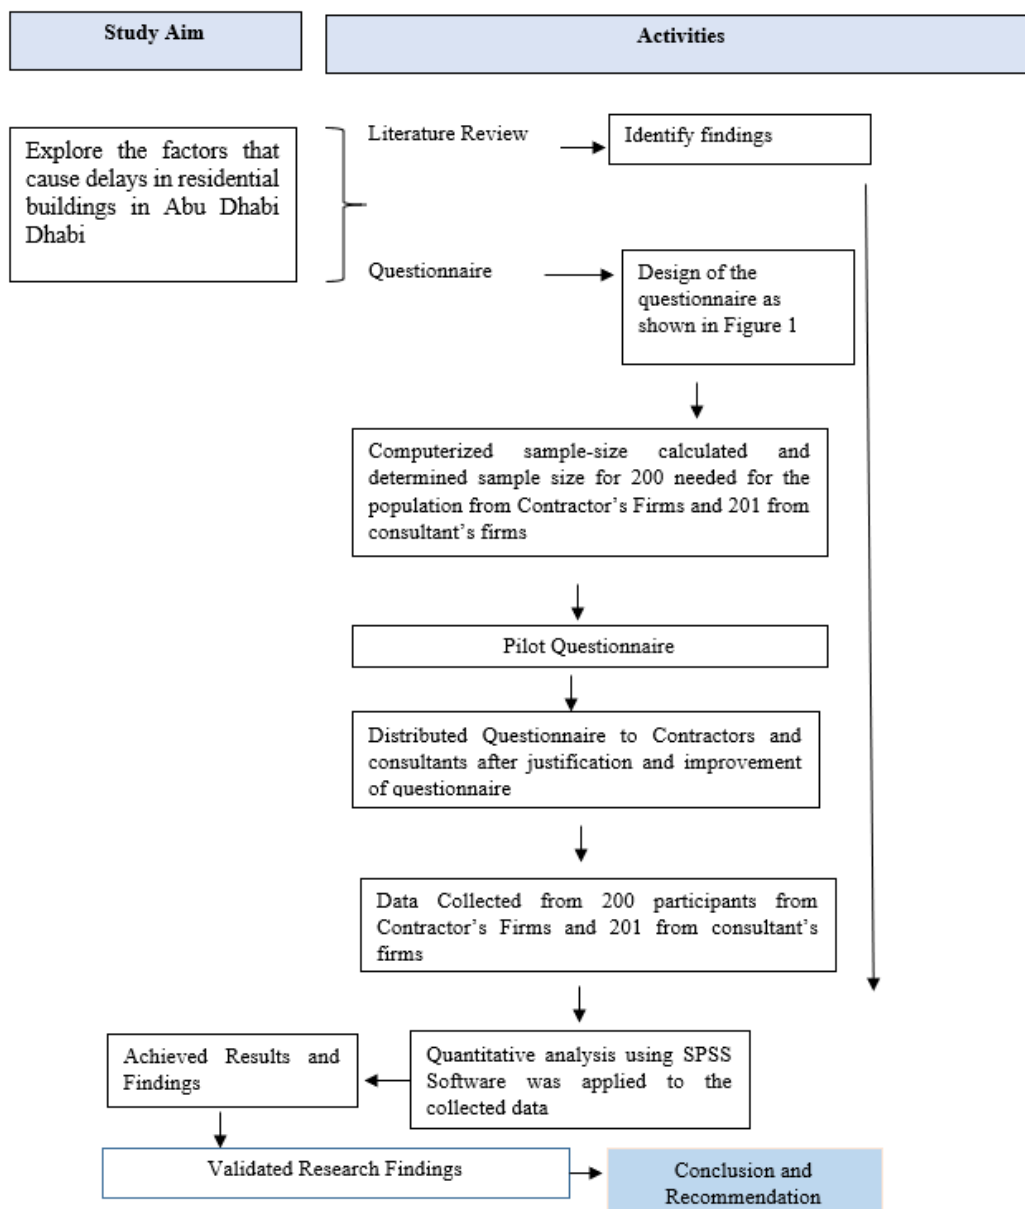 Study Aim
Activities
Literature Review
Identify findings
Explore the factors that
cause delays in residential
buildings in Abu Dhabi
Dhabi
Questionnaire
Design of the
questionnaire as
shown in Figure 1
Computerized sample-size calculated and
determined sample size for 200 needed for the
population from Contractor's Firms and 201 from
consultant's firms
Pilot Questionnaire
Distributed Questionnaire to Contractors and
consultants after justification and improvement
of questionnaire
Data Collected from 200 participants from
Contractor's Firms and 201 from consultant's
firms
Achieved Results and
Findings
Quantitative analysis using SPSS
Software was applied to the
collected data
Validated Research Findings
Conclusion and
Recommendation